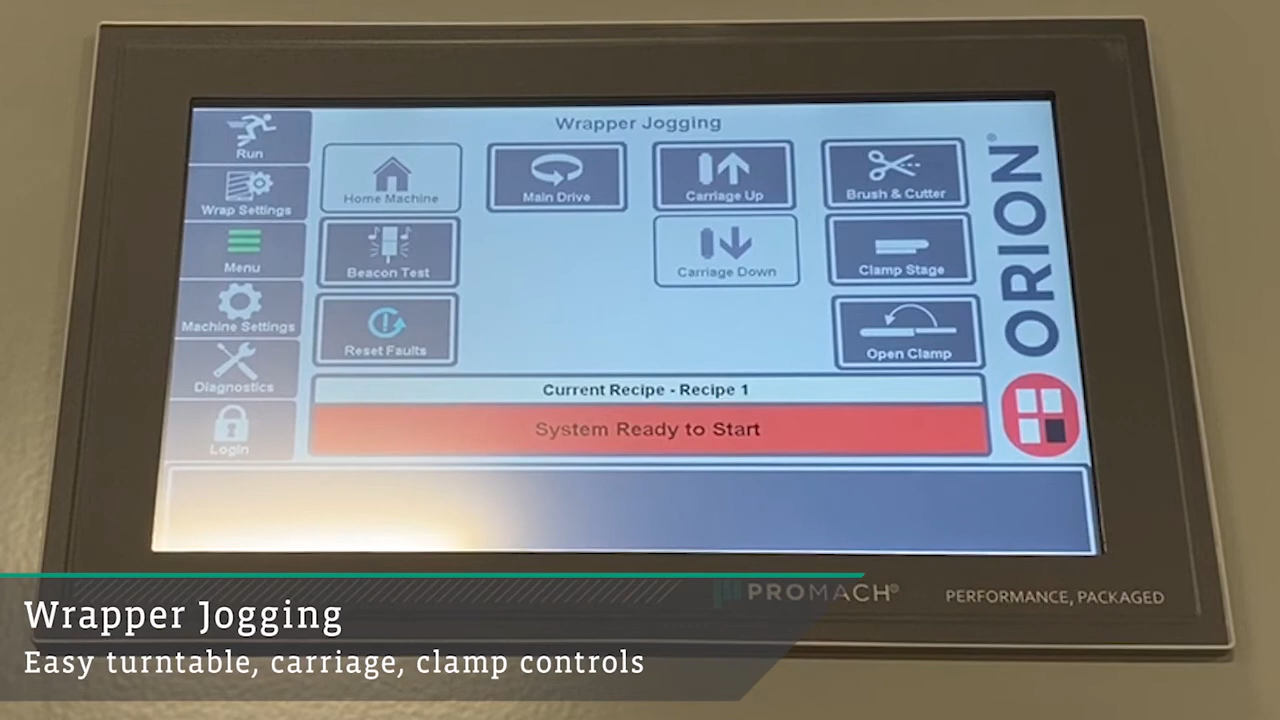 Wrapper Jogging
Run
Wrap Settings
Menu
Machine Settings
Diagnostics
Login
Home Machine
Main Drive
Carriage Up
Brush & Cutter
Beacon Test
Carriage Down
Clamp Stage
Reset Faults
Open Clamp
Current Recipe - Recipe 1
System Ready to Start
ORION®
PROMACH®
PERFORMANCE, PACKAGED
Wrapper Jogging
Easy turntable, carriage, clamp controls